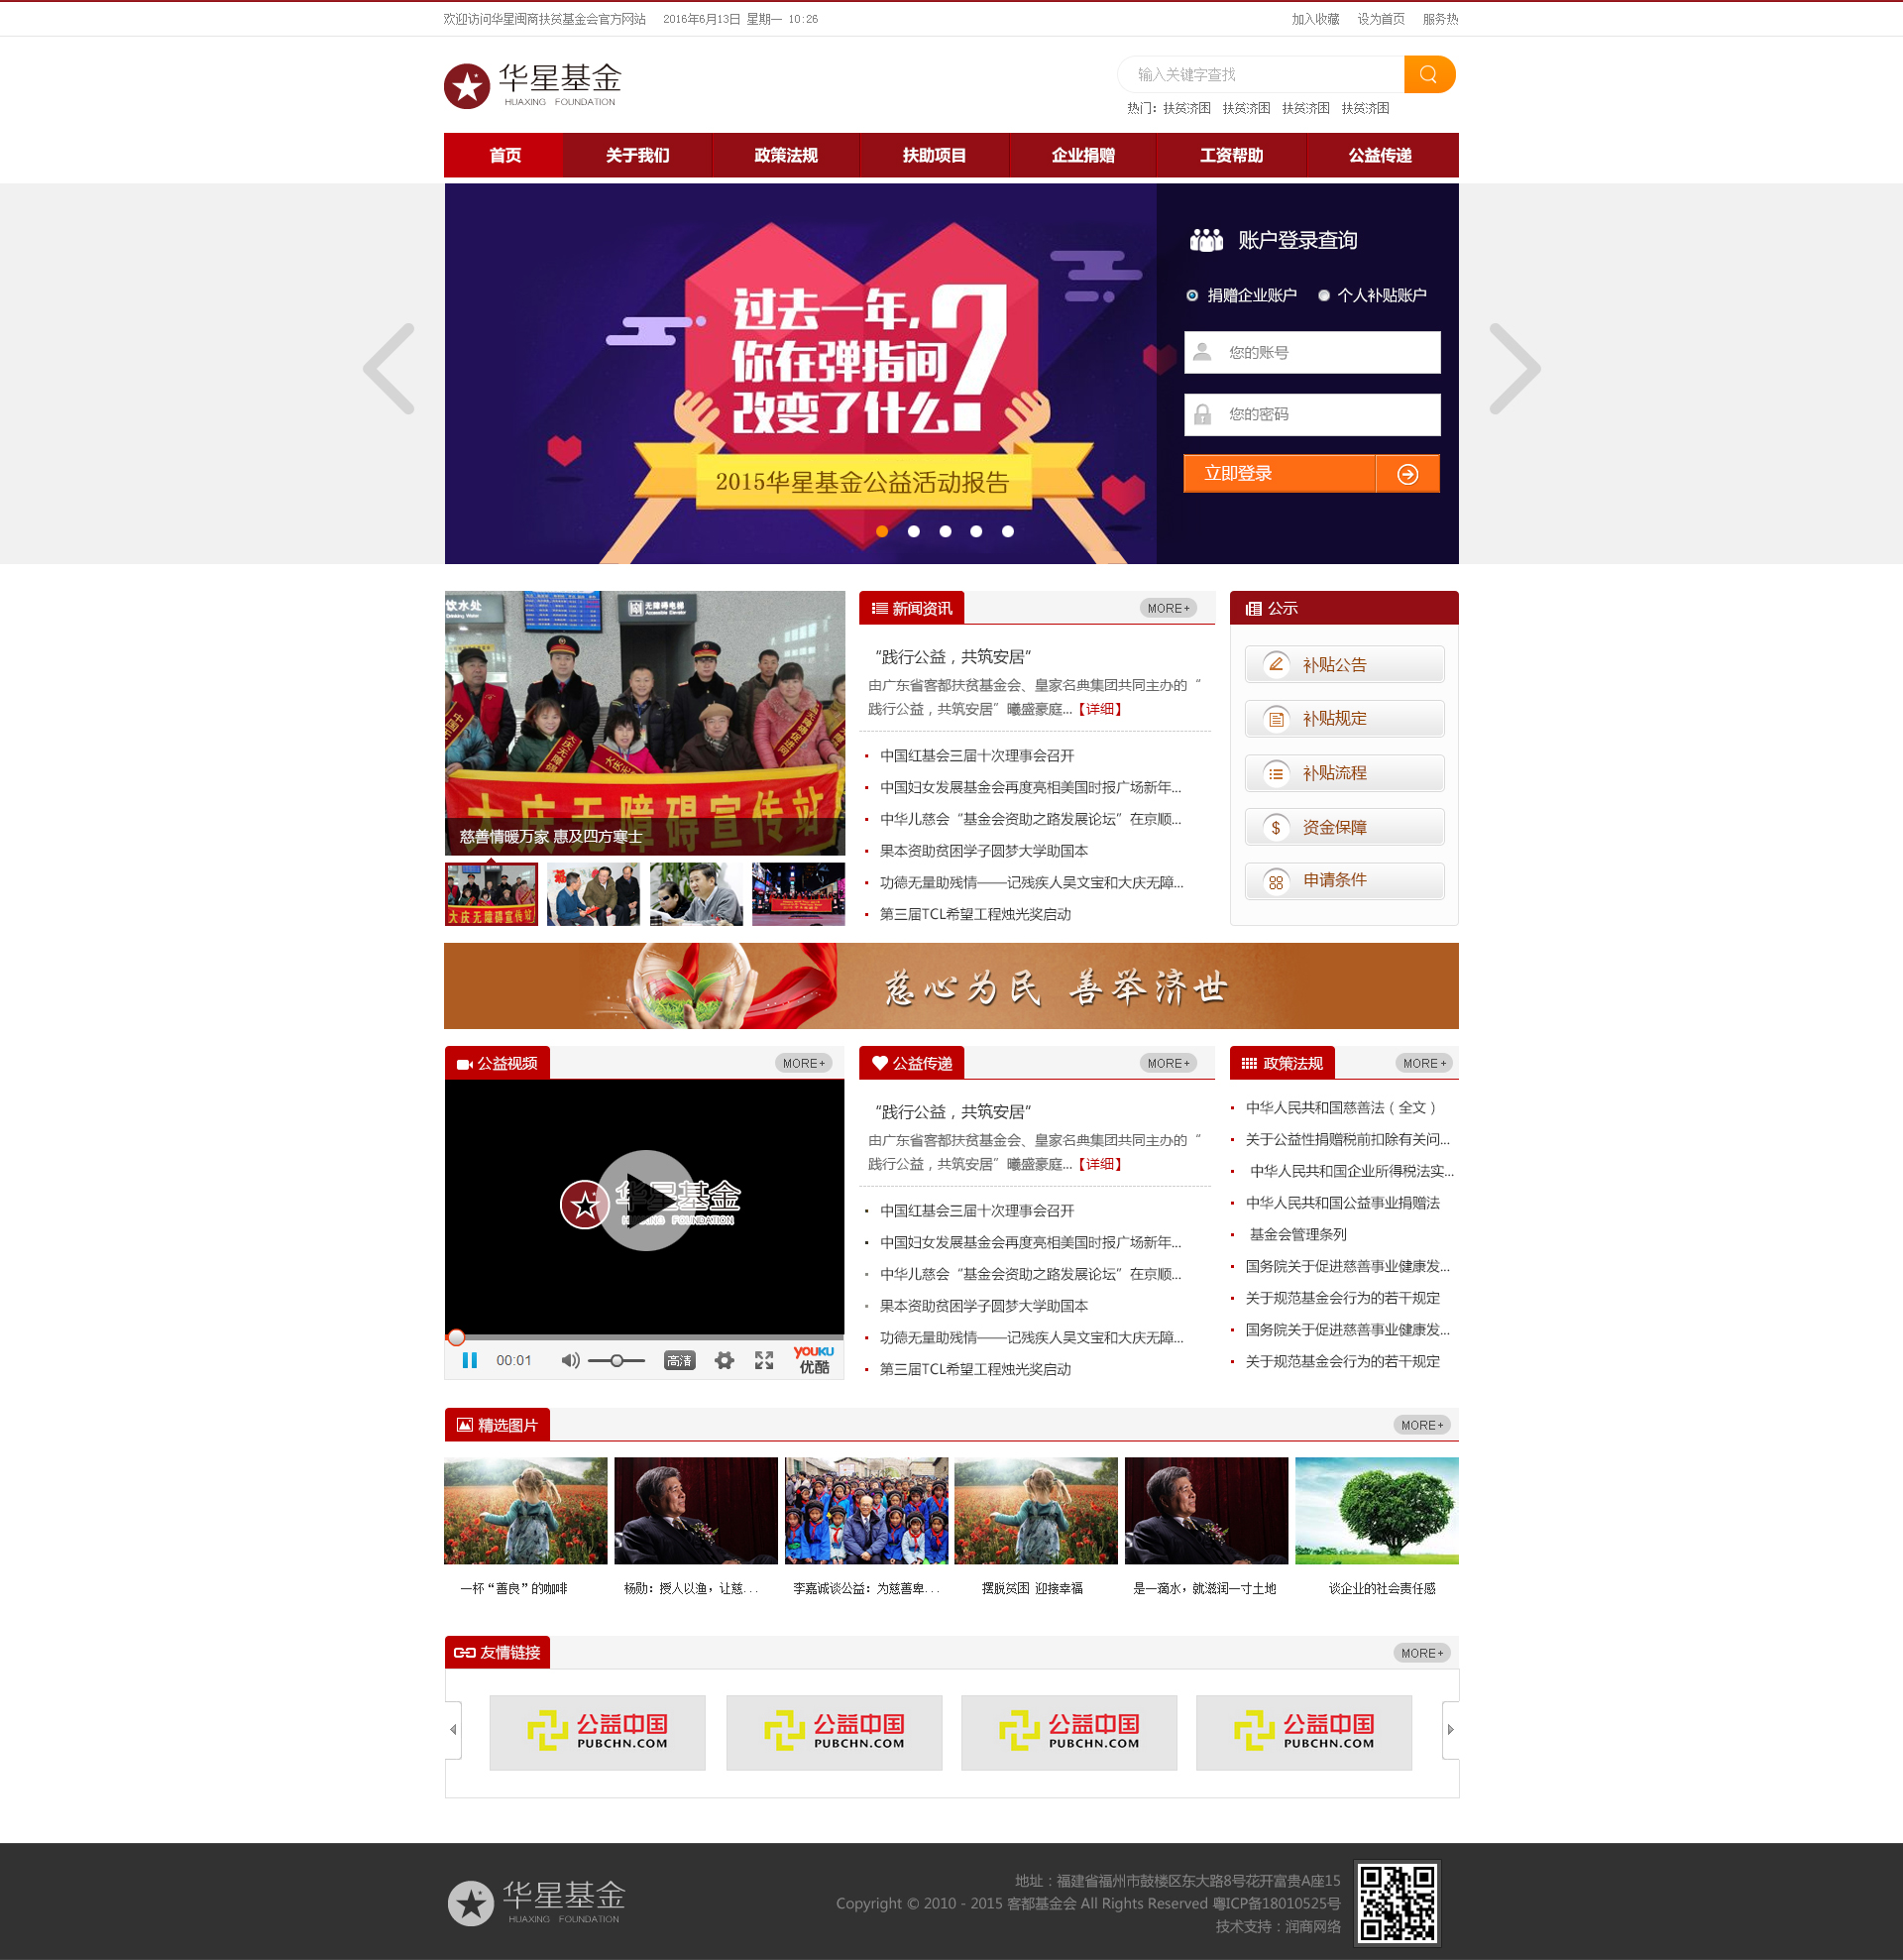 欢迎访问华星闽商扶贫基金会官方网站 2016年6月13日 星期一 10:26
加入收藏 设为首页 服务热
华星基金
HUAXING FOUNDATION
输入关键字查找
热门：扶贫济困 扶贫济困 扶贫济困 扶贫济困
首页 关于我们 政策法规 扶助项目 企业捐赠 工资帮助 公益传递
过去一年,
你在弹指间
改变了什么?
2015华星基金公益活动报告
账户登录查询
捐赠企业账户 个人补贴账户
您的账号
您的密码
立即登录
饮水处
Drinking Water
无障碍电梯
Accessible Elevator
大庆无障碍宣传站
慈善情暖万家 惠及四方寒士
大庆无障碍宣传站
新闻资讯 MORE+
“践行公益，共筑安居”
由广东省客都扶贫基金会、皇家名典集团共同主办的“
践行公益，共筑安居”曦盛豪庭...【详细】
中国红基会三届十次理事会召开
中国妇女发展基金会再度亮相美国时报广场新年...
中华儿慈会“基金会资助之路发展论坛”在京顺...
果本资助贫困学子圆梦大学助国本
功德无量助残情——记残疾人吴文宝和大庆无障...
第三届TCL希望工程烛光奖启动
公示
补贴公告
补贴规定
补贴流程
资金保障
申请条件
慈心为民 善举济世
公益视频 MORE+
华星基金
HUAXING FOUNDATION
00:01 高清 YOUKU
优酷
公益传递 MORE+
“践行公益，共筑安居”
由广东省客都扶贫基金会、皇家名典集团共同主办的“
践行公益，共筑安居”曦盛豪庭...【详细】
中国红基会三届十次理事会召开
中国妇女发展基金会再度亮相美国时报广场新年...
中华儿慈会“基金会资助之路发展论坛”在京顺...
果本资助贫困学子圆梦大学助国本
功德无量助残情——记残疾人吴文宝和大庆无障...
第三届TCL希望工程烛光奖启动
政策法规 MORE+
中华人民共和国慈善法（全文）
关于公益性捐赠税前扣除有关问...
中华人民共和国企业所得税法实...
中华人民共和国公益事业捐赠法
基金会管理条列
国务院关于促进慈善事业健康发...
关于规范基金会行为的若干规定
国务院关于促进慈善事业健康发...
关于规范基金会行为的若干规定
精选图片 MORE+
一杯“善良”的咖啡
杨勋：授人以渔，让慈...
李嘉诚谈公益：为慈善卑...
摆脱贫困 迎接幸福
是一滴水，就滋润一寸土地
谈企业的社会责任感
友情链接 MORE+
公益中国 公益中国 公益中国 公益中国
PUBCHN.COM PUBCHN.COM PUBCHN.COM PUBCHN.COM
华星基金
HUAXING FOUNDATION
地址：福建省福州市鼓楼区东大路8号花开富贵A座15
Copyright © 2010 - 2015 客都基金会 All Rights Reserved 粤ICP备18010525号
技术支持：润商网络